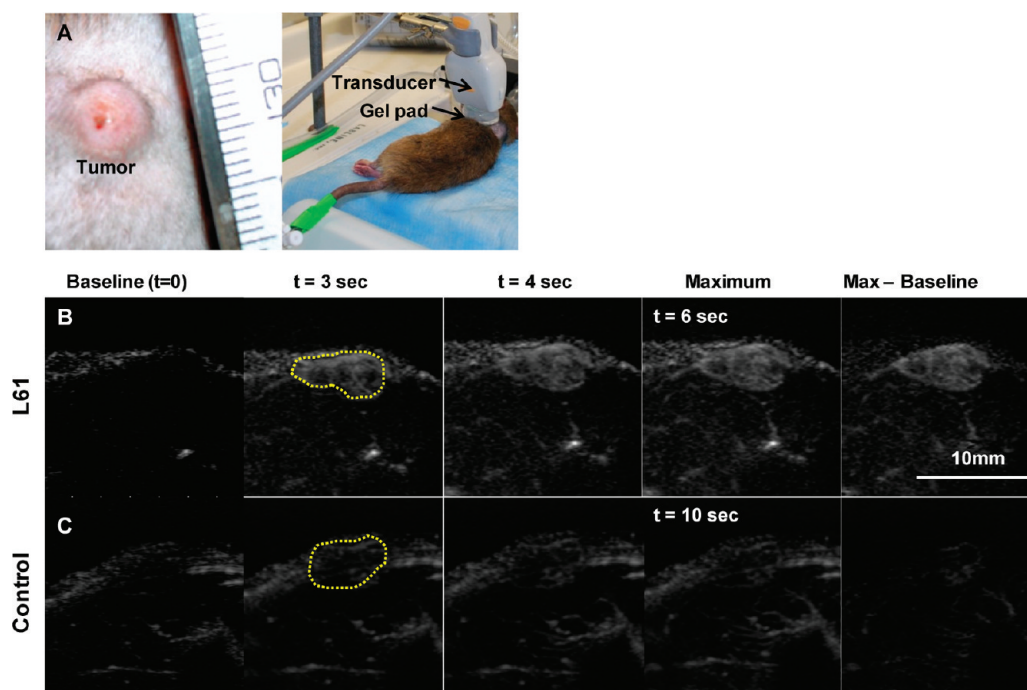 A
Tumor
Transducer
Gel pad
Baseline (t=0)
t = 3 sec
t = 4 sec
Maximum
Max – Baseline
L61
B
t = 6 sec
10mm
Control
C
t = 10 sec